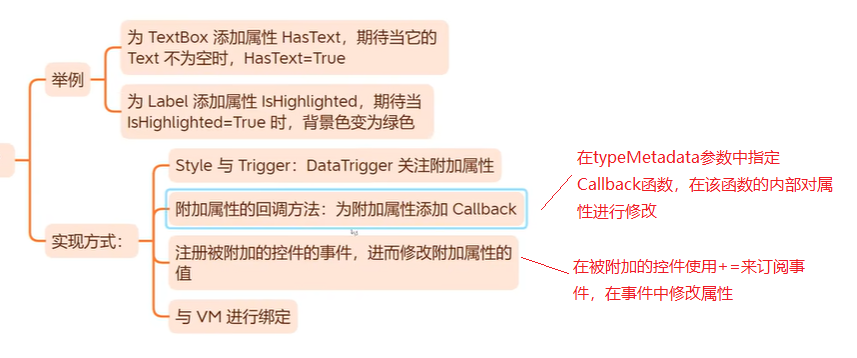 为 TextBox 添加属性 HasText，期待当它的
Text 不为空时，HasText=True
举例
为 Label 添加属性 IsHighlighted，期待当
IsHighlighted=True 时，背景色变为绿色
Style 与 Trigger：DataTrigger 关注附加属性
附加属性的回调方法：为附加属性添加 Callback
实现方式：
注册被附加的控件的事件，进而修改附加属性的
值
与 VM 进行绑定
在typeMetadata参数中指定
Callback函数，在该函数的内部对属
性进行修改
在被附加的控件使用+=来订阅事
件，在事件中修改属性